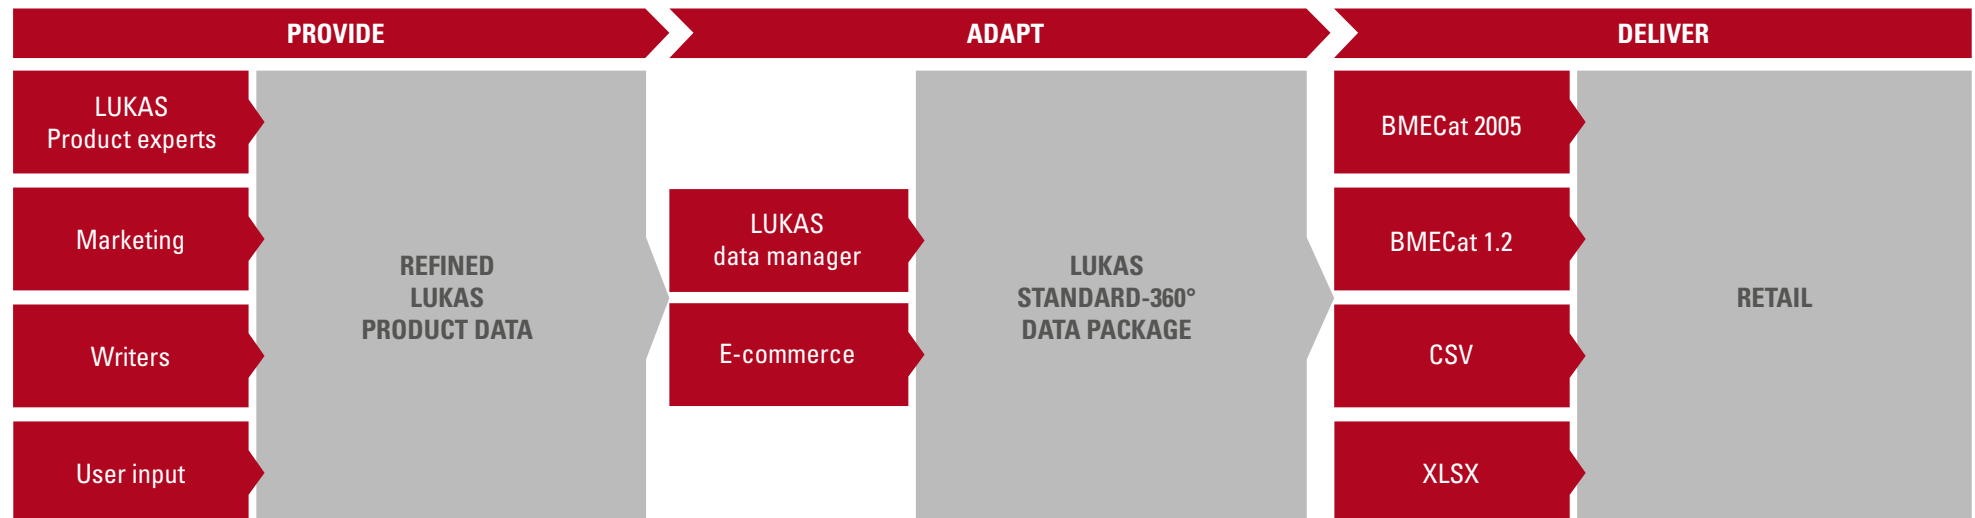 PROVIDE
ADAPT
DELIVER
LUKAS
Product experts
Marketing
Writers
User input
REFINED
LUKAS
PRODUCT DATA
LUKAS
data manager
E-commerce
LUKAS
STANDARD-360°
DATA PACKAGE
BMECat 2005
BMECat 1.2
CSV
XLSX
RETAIL